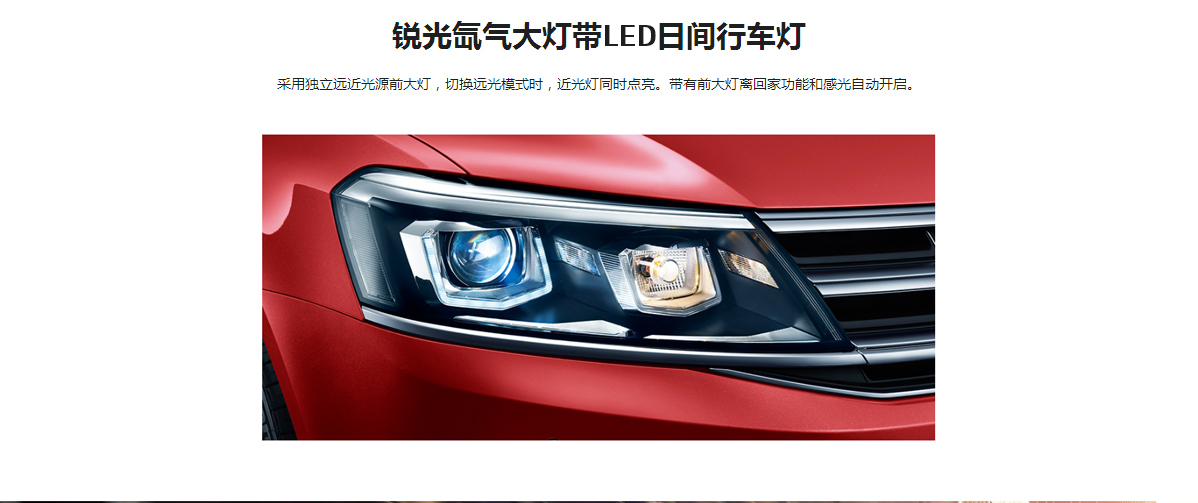 锐光氙气大灯带LED日间行车灯
采用独立远近光源前大灯，切换远光模式时，近光灯同时点亮。带有前大灯离回家功能和感光自动开启。